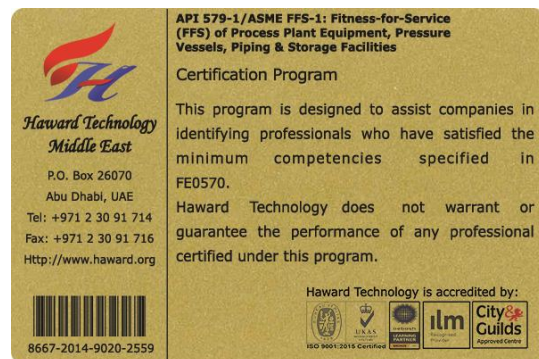 Haward Technology
Middle East
P.O. Box 26070
Abu Dhabi, UAE
Tel: +971 2 30 91 714
Fax: +971 2 30 91 716
Http://www.haward.org
8667-2014-9020-2559
API 579-1/ASME FFS-1: Fitness-for-Service
(FFS) of Process Plant Equipment, Pressure
Vessels, Piping & Storage Facilities
Certification Program
This program is designed to assist companies in
identifying professionals who have satisfied the
minimum competencies specified in
FE0570.
Haward Technology does not warrant or
guarantee the performance of any professional
certified under this program.
Haward Technology is accredited by:
UKAS
ISO 9001:2015 Certified
ilm
Recognised
Provider
City&
Guilds
Approved Centre